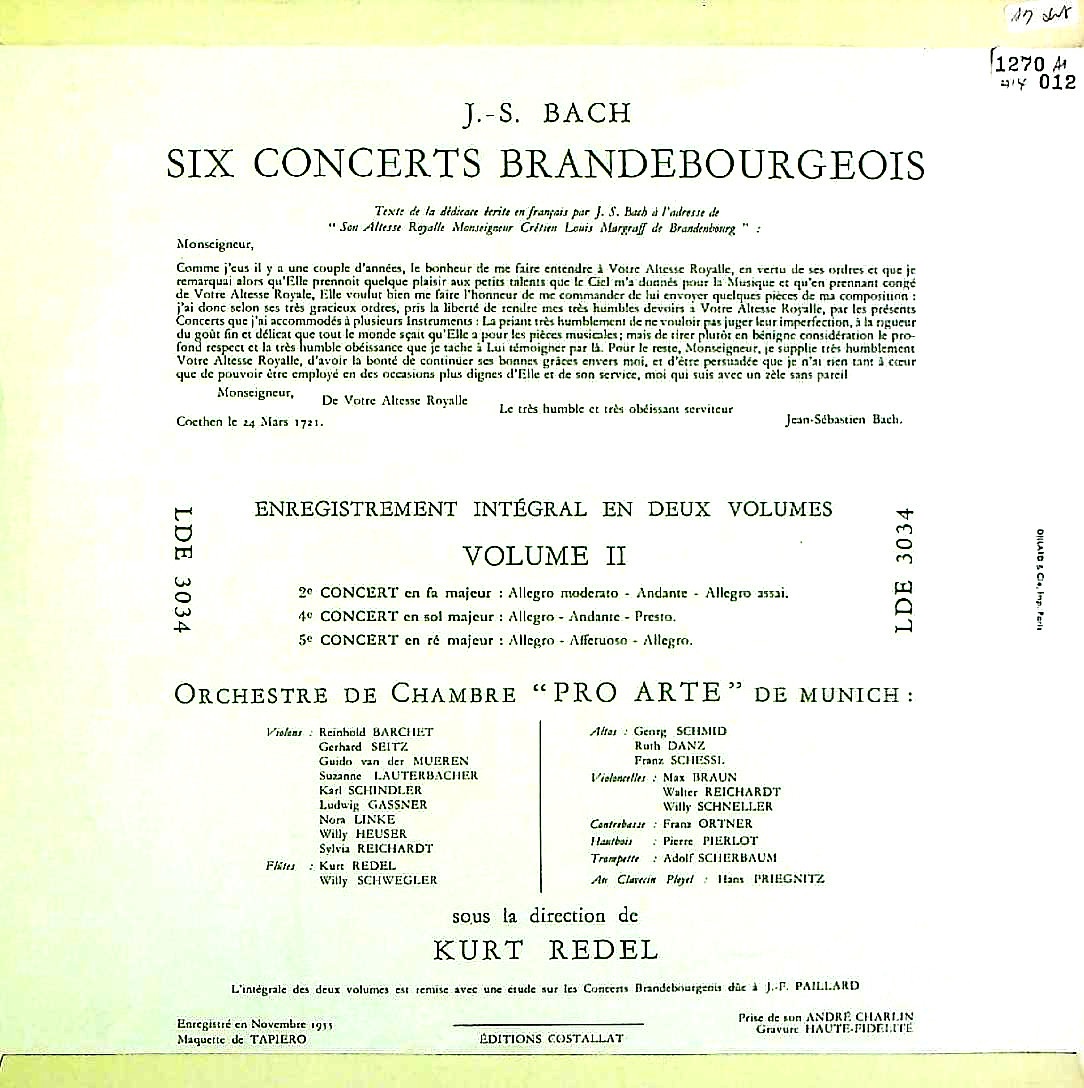 1270
012
J.-S. BACH
SIX CONCERTS BRANDEBOURGEOIS
Texte de la dédicace écrite en français par J. S. Bach à l'adresse de
" Son Altesse Royalle Monseigneur Crétien Louis Margraff de Brandenbourg " :
Monseigneur,
Comme j'eus il y a une couple d'années, le bonheur de me faire entendre à Votre Altesse Royalle, en vertu de ses ordres et que je
remarquai alors qu'Elle prennoit quelque plaisir aux petits talents que le Ciel m'a donnés pour la Musique et qu'en prennant congé
de Votre Altesse Royale, Elle voulut bien me faire l'honneur de me commander de lui envoyer quelques pièces de ma composition :
j'ai donc selon ses très gracieux ordres, pris la liberté de rendre mes très humbles devoirs à Votre Altesse Royalle, par les présents
Concerts que j'ai accommodés à plusieurs Instruments : La priant très humblement de ne vouloir pas juger leur imperfection, à la rigueur
du goût fin et délicat que tout le monde sçait qu'Elle a pour les pièces musicales ; mais de tirer plutôt en bénigne considération le pro-
fond respect et la très humble obéissance que je tache à Lui témoigner par là. Pour le reste, Monseigneur, je supplie très humblement
Votre Altesse Royalle, d'avoir la bonté de continuer ses bonnes grâces envers moi, et d'être persuadée que je n'ai rien tant à cœur
que de pouvoir être employé en des occasions plus dignes d'Elle et de son service, moi qui suis avec un zèle sans pareil
Monseigneur,
De Votre Altesse Royalle
Le très humble et très obéissant serviteur
Coethen le 24 Mars 1721.
Jean-Sébastien Bach.
LDE 3034
ENREGISTREMENT INTÉGRAL EN DEUX VOLUMES
VOLUME II
2e CONCERT en fa majeur : Allegro moderato - Andante - Allegro assai.
4e CONCERT en sol majeur : Allegro - Andante - Presto.
5e CONCERT en ré majeur : Allegro - Affetuoso - Allegro.
LDE 3034
DILLARD & Cie, Imp. Paris
ORCHESTRE DE CHAMBRE "PRO ARTE" DE MUNICH :
Violons : Reinhold BARCHET
Gerhard SEITZ
Guido van der MUEREN
Suzanne LAUTERBACHER
Karl SCHINDLER
Ludwig GASSNER
Nora LINKE
Willy HEUSER
Sylvia REICHARDT
Flûtes : Kurt REDEL
Willy SCHWEGLER
Altos : Georg SCHMID
Ruth DANZ
Franz SCHESSL
Violoncelles : Max BRAUN
Walter REICHARDT
Willy SCHNELLER
Contrebasse : Franz ORTNER
Hautbois : Pierre PIERLOT
Trompette : Adolf SCHERBAUM
Au Clavecin Pleyel : Hans PRIEGNITZ
sous la direction de
KURT REDEL
L'intégrale des deux volumes est remise avec une étude sur les Concerts Brandebourgeois dûe à J.-F. PAILLARD
Enregistré en Novembre 1955
Maquette de TAPIERO
ÉDITIONS COSTALLAT
Prise de son ANDRÉ CHARLIN
Gravure HAUTE-FIDELITÉ